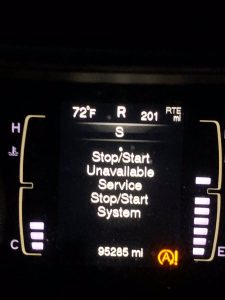 72°F R 201 RTE mi
S
H
Stop/Start
Unavailable
Service
Stop/Start
System
C 95285 mi A! E